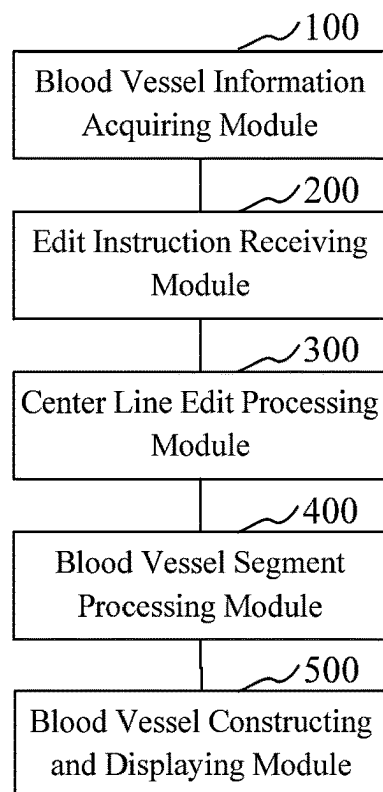 100
Blood Vessel Information
Acquiring Module
200
Edit Instruction Receiving
Module
300
Center Line Edit Processing
Module
400
Blood Vessel Segment
Processing Module
500
Blood Vessel Constructing
and Displaying Module